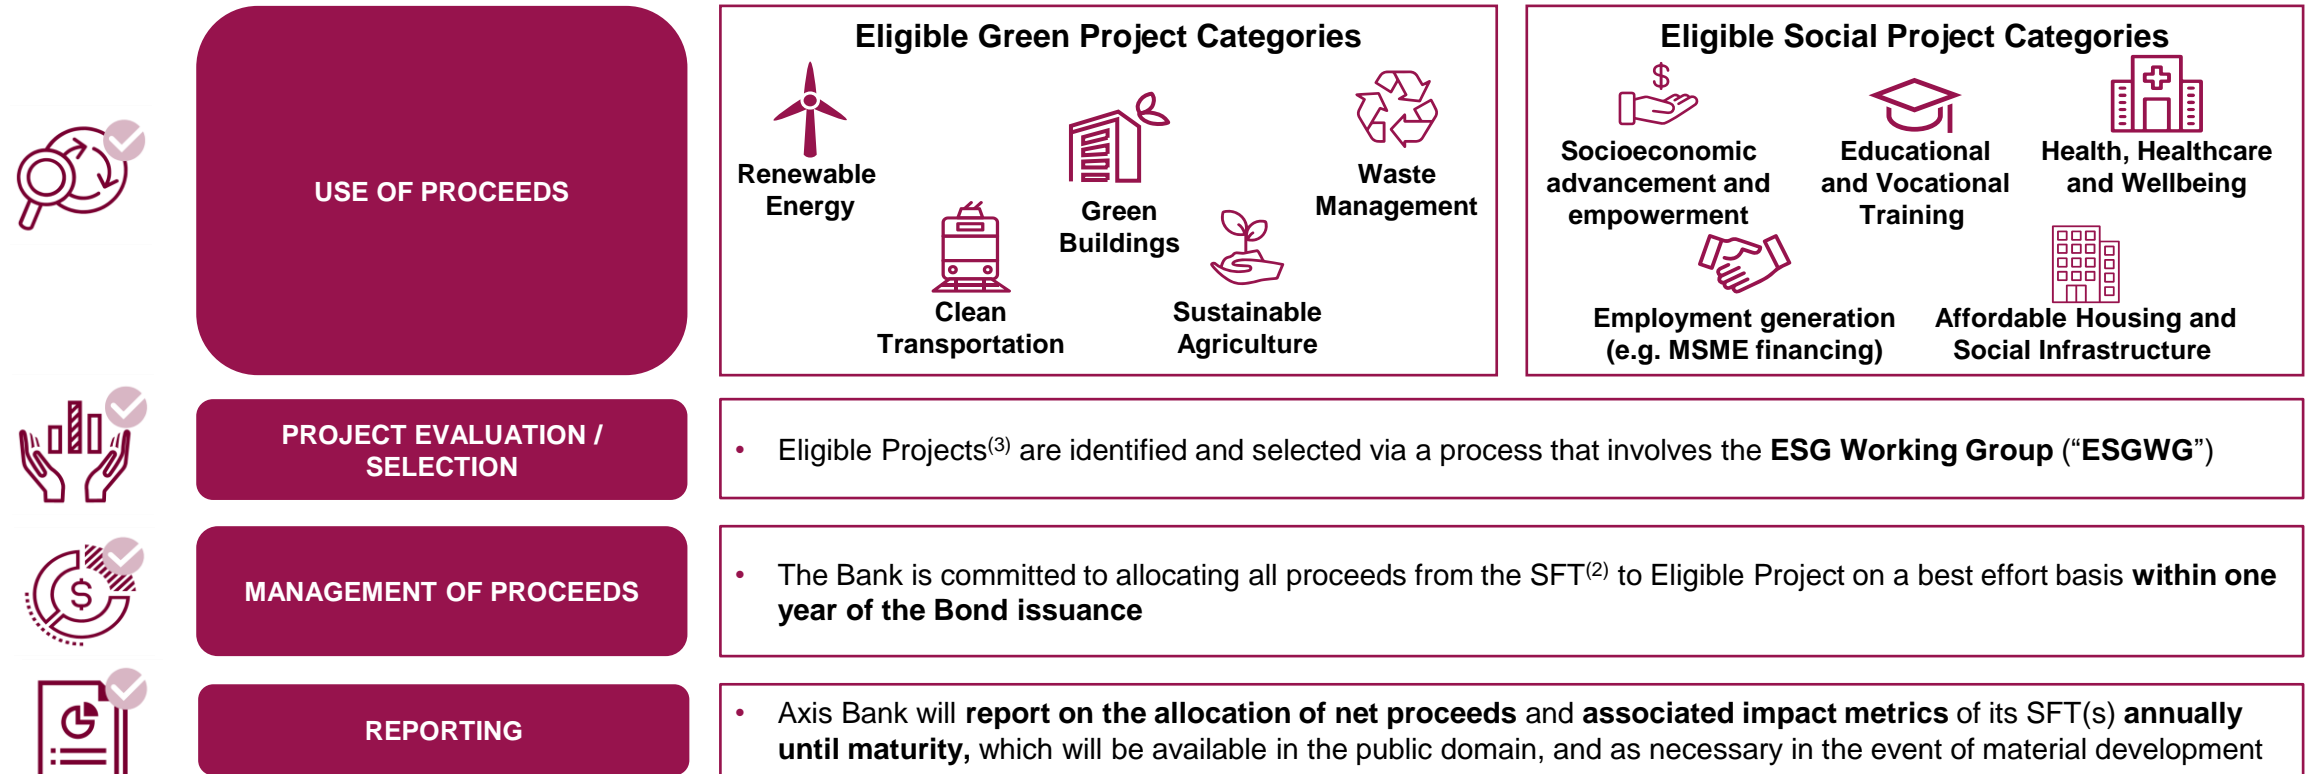 USE OF PROCEEDS
Eligible Green Project Categories
Renewable
Energy
Clean
Transportation
Green
Buildings
Sustainable
Agriculture
Waste
Management
Eligible Social Project Categories
$
Socioeconomic
advancement and
empowerment
Educational
and Vocational
Training
Health, Healthcare
and Wellbeing
Employment generation
(e.g. MSME financing)
Affordable Housing and
Social Infrastructure
PROJECT EVALUATION /
SELECTION
• Eligible Projects(3) are identified and selected via a process that involves the ESG Working Group (“ESGWG”)
$
MANAGEMENT OF PROCEEDS
• The Bank is committed to allocating all proceeds from the SFT(2) to Eligible Project on a best effort basis within one
year of the Bond issuance
REPORTING
• Axis Bank will report on the allocation of net proceeds and associated impact metrics of its SFT(s) annually
until maturity, which will be available in the public domain, and as necessary in the event of material development